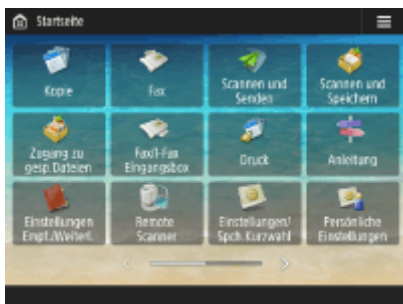 Startseite
Kopie
Fax
Scannen und
Senden
Scannen und
Speichern
Zugang zu
gesp.Dateien
Fax/I-Fax
Eingangsbox
Druck
Anleitung
Einstellungen
Empf./Weiterl.
Remote
Scanner
Einstellungen/
Spch.Kurzwahl
Persönliche
Einstellungen